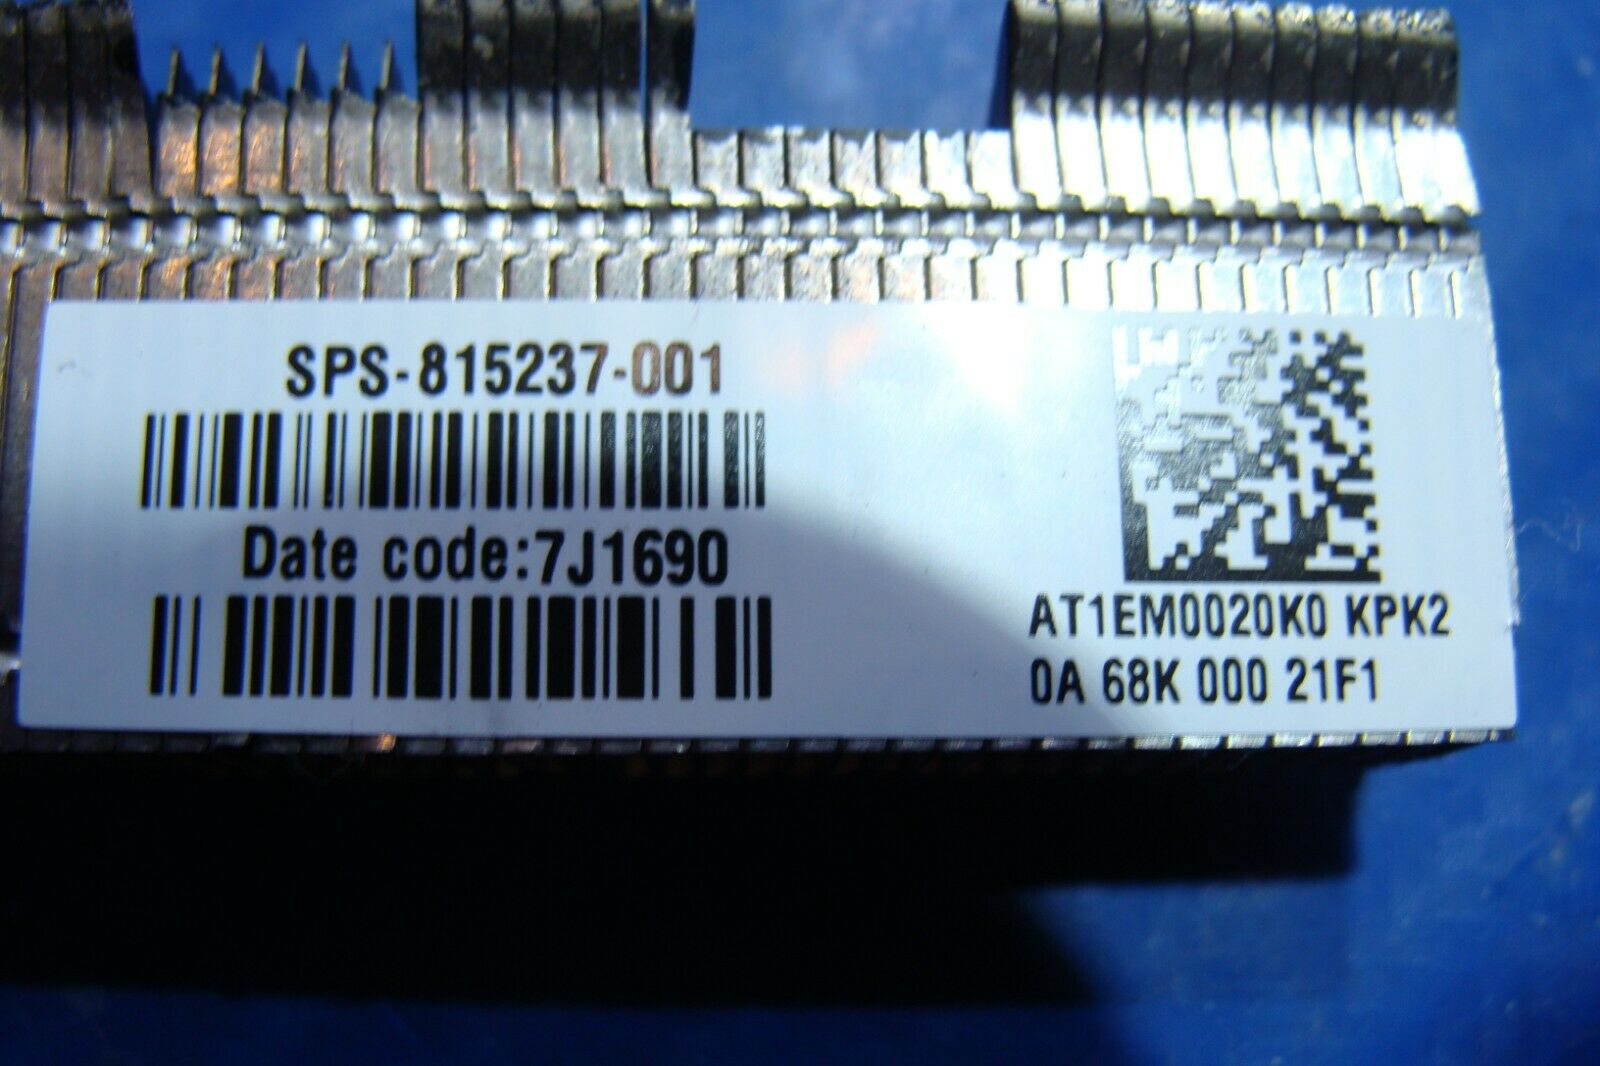 SPS-815237-001
Date code:7J1690
AT1EM0020K0 KPK2
0A 68K 000 21F1